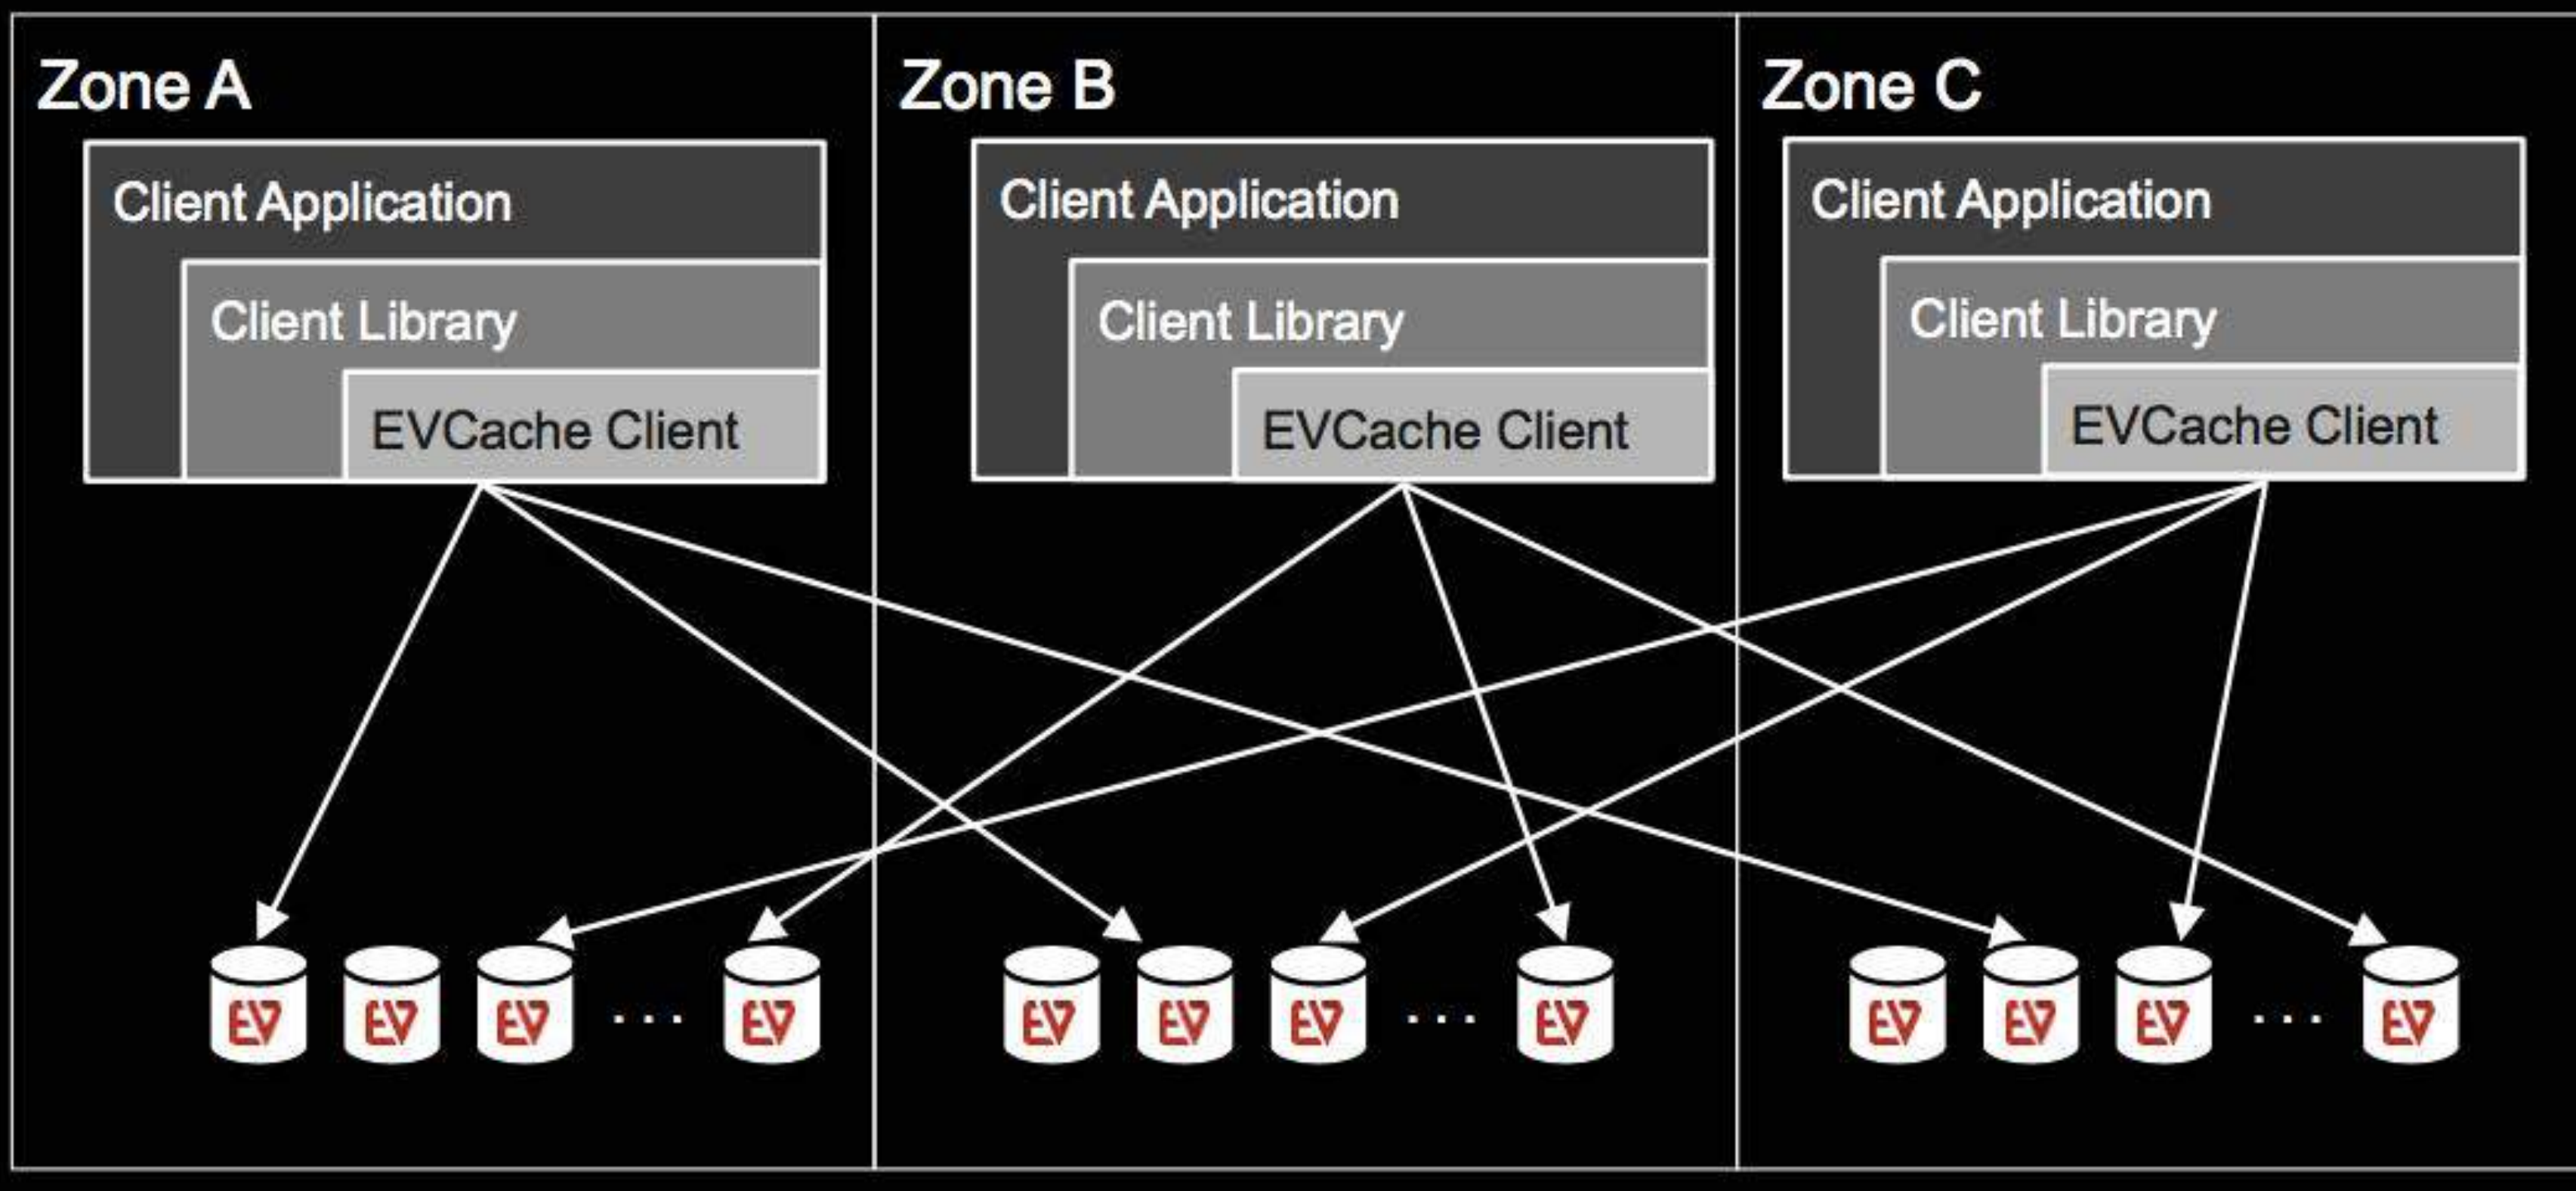 Zone A
Client Application
Client Library
EVCache Client
EV
EV
EV
. . .
EV
Zone B
Client Application
Client Library
EVCache Client
EV
EV
EV
. . .
EV
Zone C
Client Application
Client Library
EVCache Client
EV
EV
EV
. . .
EV